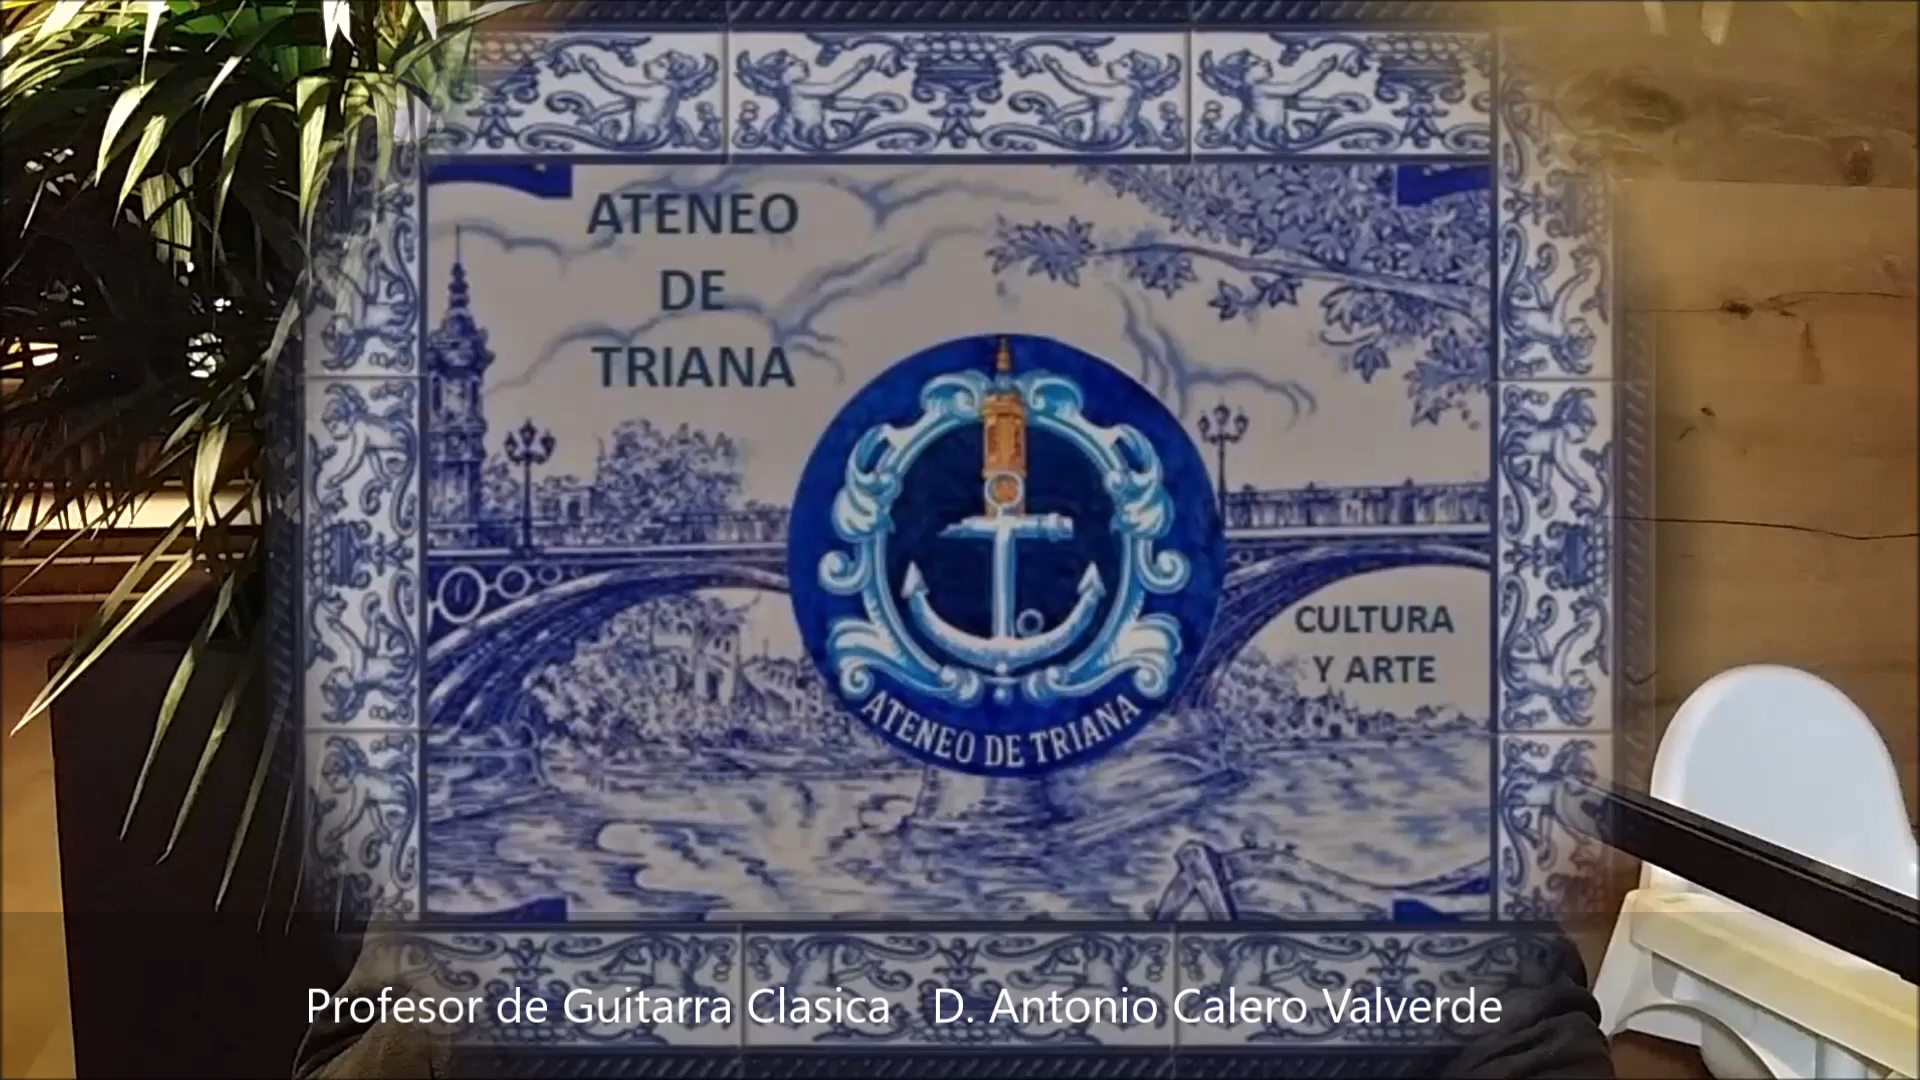 ATENEO
DE
TRIANA
CULTURA
Y ARTE
ATENEO DE TRIANA
Profesor de Guitarra Clasica D. Antonio Calero Valverde